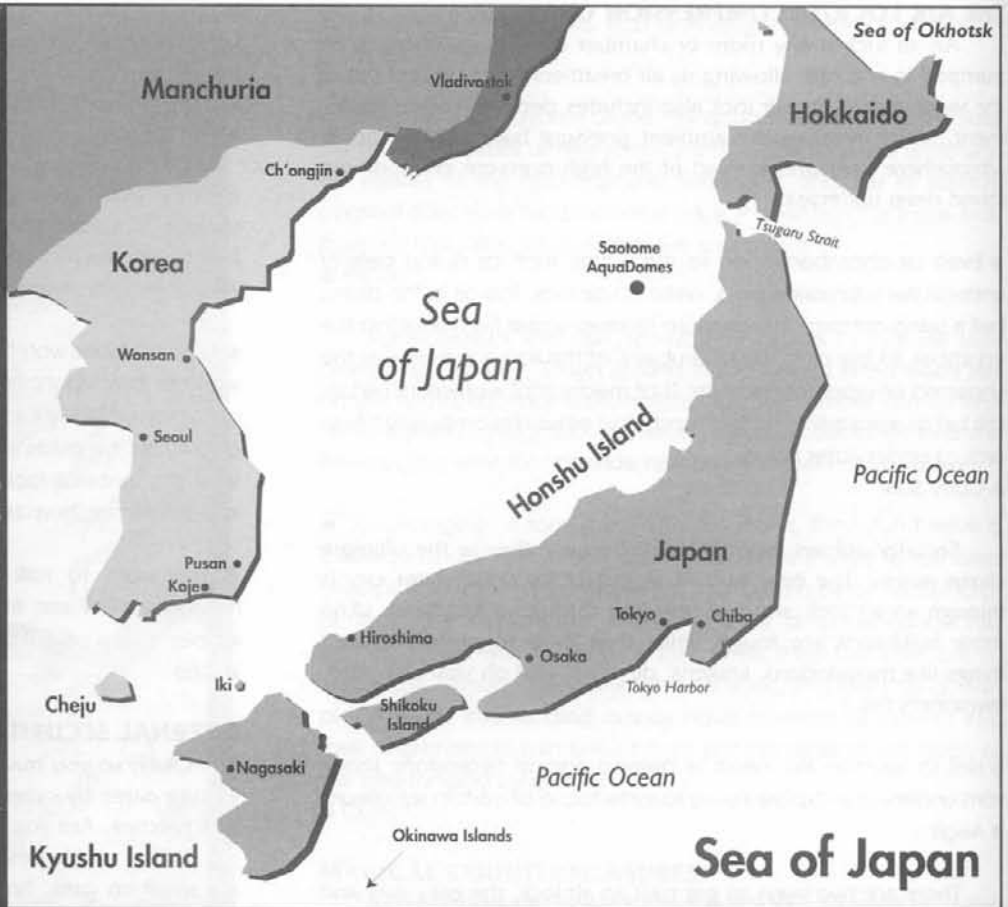 Sea of Okhotsk
Manchuria
Vladivostok
Hokkaido
Ch'ongjin
Tsugaru Strait
Korea
Saotome
AquaDomes
Sea
of Japan
Wonsan
Seoul
Honshu Island
Pacific Ocean
Japan
Pusan
Koje
Tokyo
Chiba
Hiroshima
Osaka
Iki
Tokyo Harbor
Cheju
Shikoku
Island
Nagasaki
Pacific Ocean
Okinawa Islands
Kyushu Island
Sea of Japan